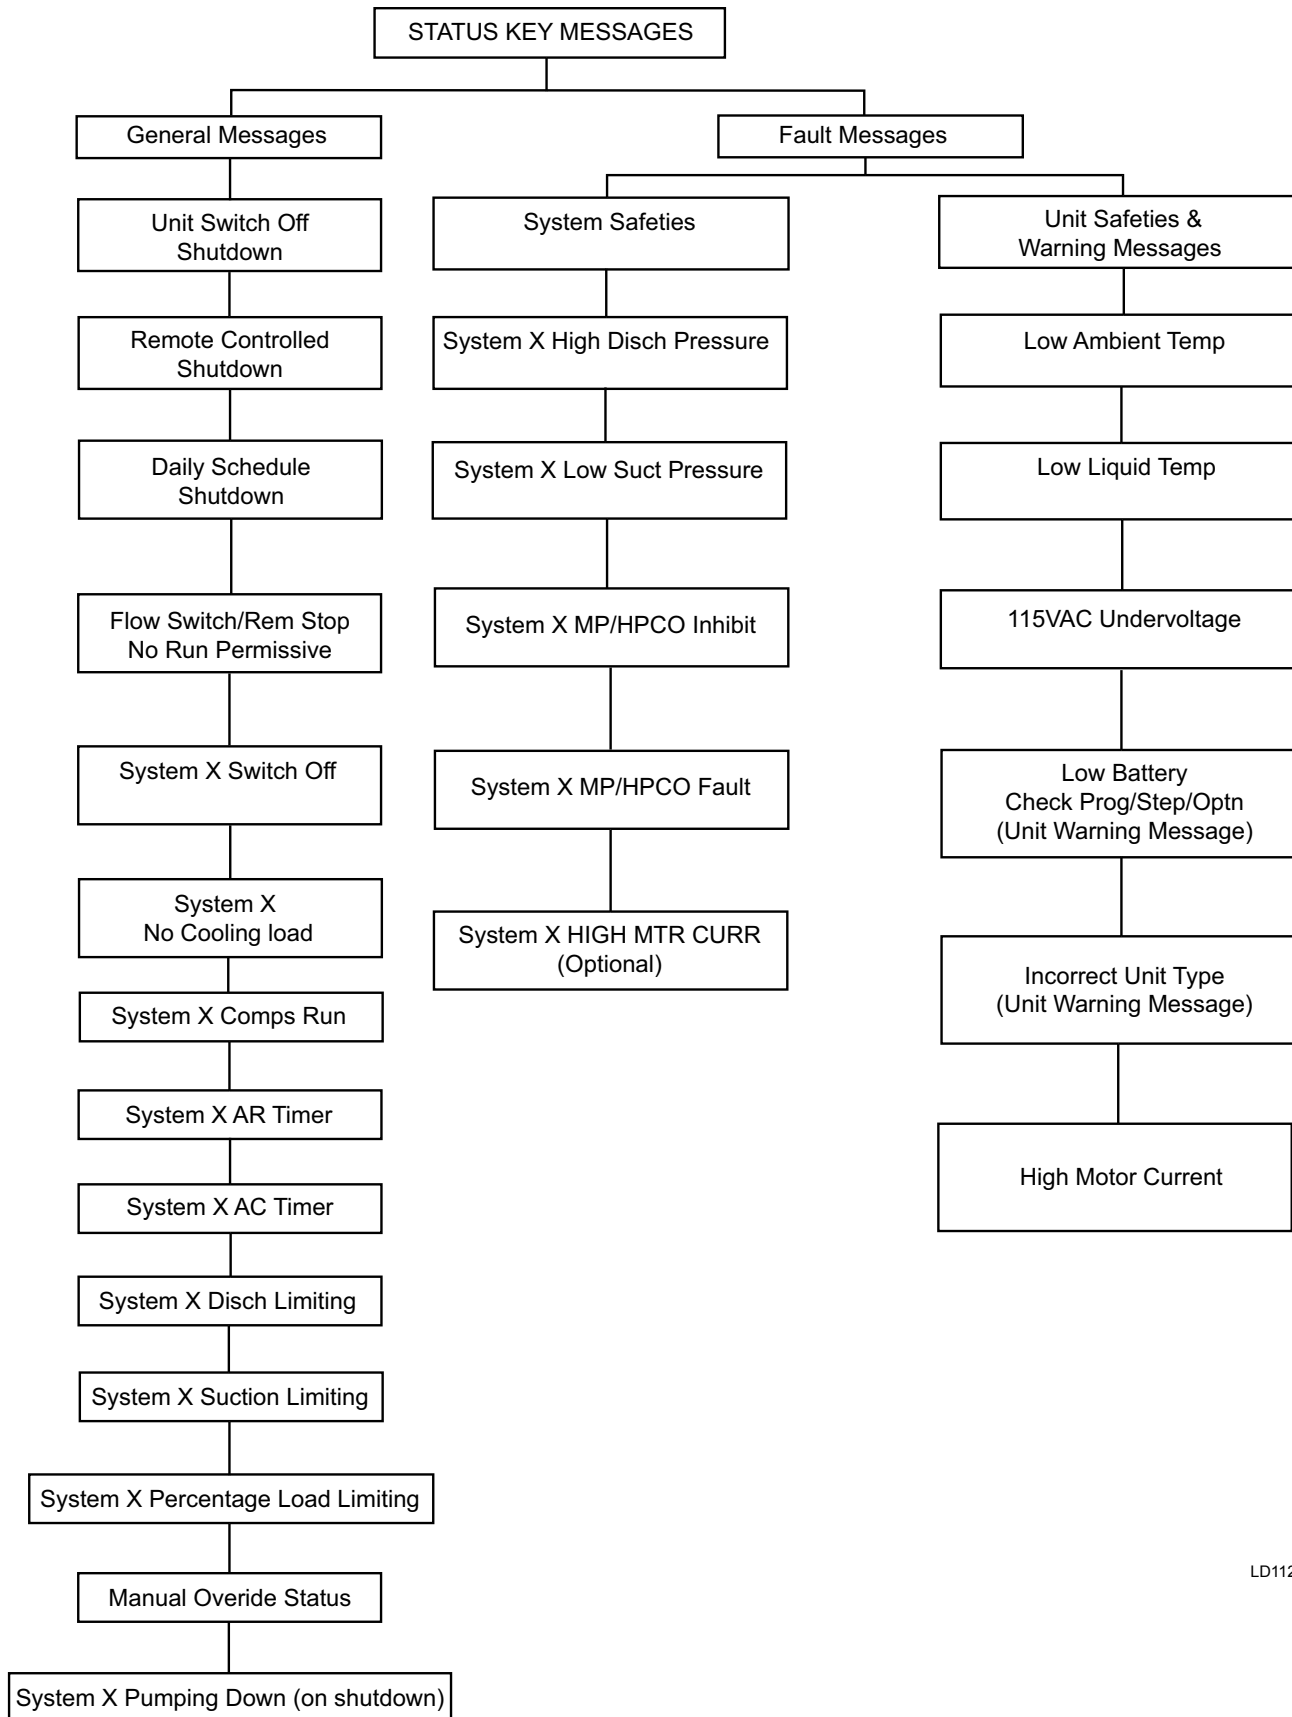 STATUS KEY MESSAGES
General Messages
Fault Messages
Unit Switch Off
Shutdown
Remote Controlled
Shutdown
Daily Schedule
Shutdown
Flow Switch/Rem Stop
No Run Permissive
System X Switch Off
System X
No Cooling load
System X Comps Run
System X AR Timer
System X AC Timer
System X Disch Limiting
System X Suction Limiting
System X Percentage Load Limiting
Manual Overide Status
System X Pumping Down (on shutdown)
System Safeties
System X High Disch Pressure
System X Low Suct Pressure
System X MP/HPCO Inhibit
System X MP/HPCO Fault
System X HIGH MTR CURR
(Optional)
Unit Safeties &
Warning Messages
Low Ambient Temp
Low Liquid Temp
115VAC Undervoltage
Low Battery
Check Prog/Step/Optn
(Unit Warning Message)
Incorrect Unit Type
(Unit Warning Message)
High Motor Current
LD112